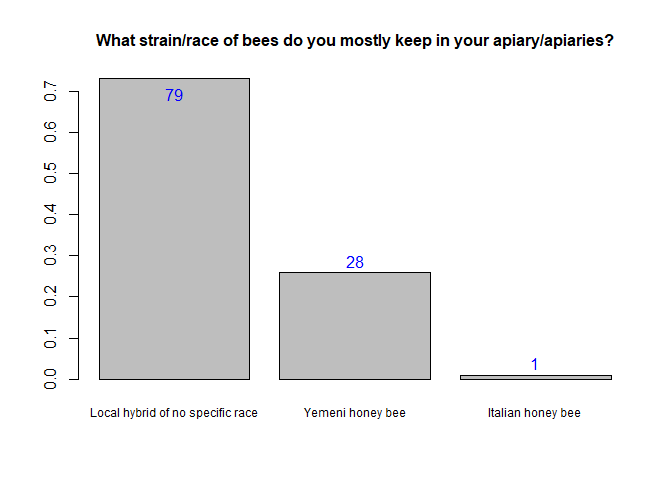 What strain/race of bees do you mostly keep in your apiary/apiaries?
0.7
0.6
0.5
0.4
0.3
0.2
0.1
0.0
79
28
1
Local hybrid of no specific race
Yemeni honey bee
Italian honey bee